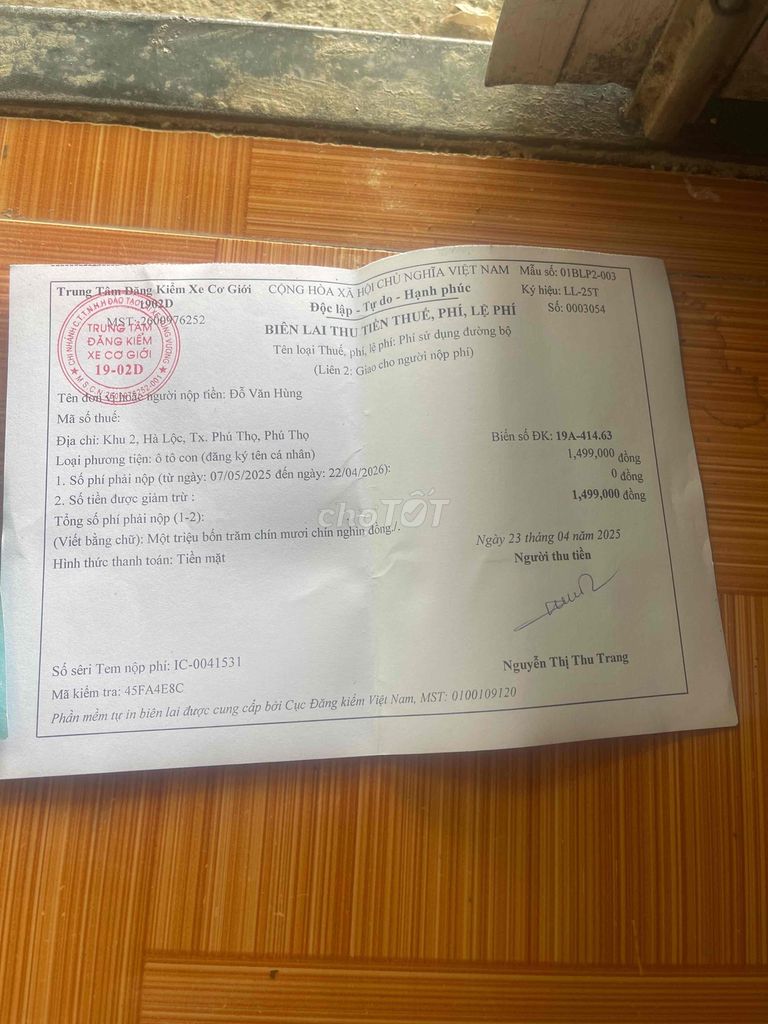 Trung Tâm Đăng Kiểm Xe Cơ Giới
1902D
MST: 2600976252
CỘNG HÒA XÃ HỘI CHỦ NGHĨA VIỆT NAM
Độc lập - Tự do - Hạnh phúc
BIÊN LAI THU TIỀN THUẾ, PHÍ, LỆ PHÍ
Tên loại Thuế, phí, lệ phí: Phí sử dụng đường bộ
(Liên 2: Giao cho người nộp phí)
Mẫu số: 01BLP2-003
Ký hiệu: LL-25T
Số: 0003054
TRUNG TÂM
ĐĂNG KIỂM
XE CƠ GIỚI
19-02D
Tên đơn vị hoặc người nộp tiền: Đỗ Văn Hùng
Mã số thuế:
Địa chỉ: Khu 2, Hà Lộc, Tx. Phú Thọ, Phú Thọ
Biển số ĐK: 19A-414.63
Loại phương tiện: ô tô con (đăng ký tên cá nhân)
1. Số phí phải nộp (từ ngày: 07/05/2025 đến ngày: 22/04/2026): 1,499,000 đồng
2. Số tiền được giảm trừ : 0 đồng
Tổng số phí phải nộp (1-2): 1,499,000 đồng
(Viết bằng chữ): Một triệu bốn trăm chín mươi chín nghìn đồng./.
Hình thức thanh toán: Tiền mặt
Ngày 23 tháng 04 năm 2025
Người thu tiền
Nguyễn Thị Thu Trang
Số sêri Tem nộp phí: IC-0041531
Mã kiểm tra: 45FA4E8C
Phần mềm tự in biên lai được cung cấp bởi Cục Đăng kiểm Việt Nam, MST: 0100109120
choTỐT